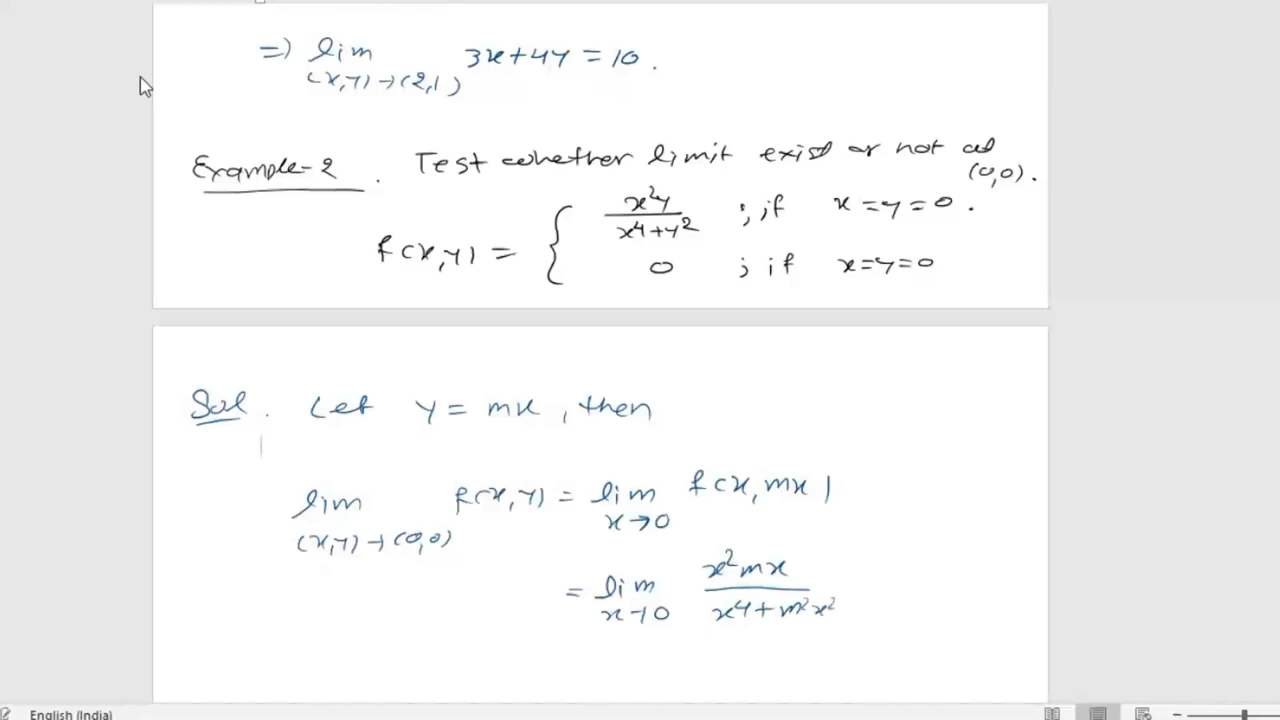 =) lim 3x+4y = 10.
(x,y)→(2,1)
Example-2. Test whether limit exist or not at (0,0).
f(x,y) = { x²y / x⁴+y² ; if x=y=0.
0 ; if x=y=0
Sol. Let y = mx, then
lim f(x,y) = lim f(x,mx)
(x,y)→(0,0) x→0
= lim x²mx / x⁴+m²x²
x→0
English (India)